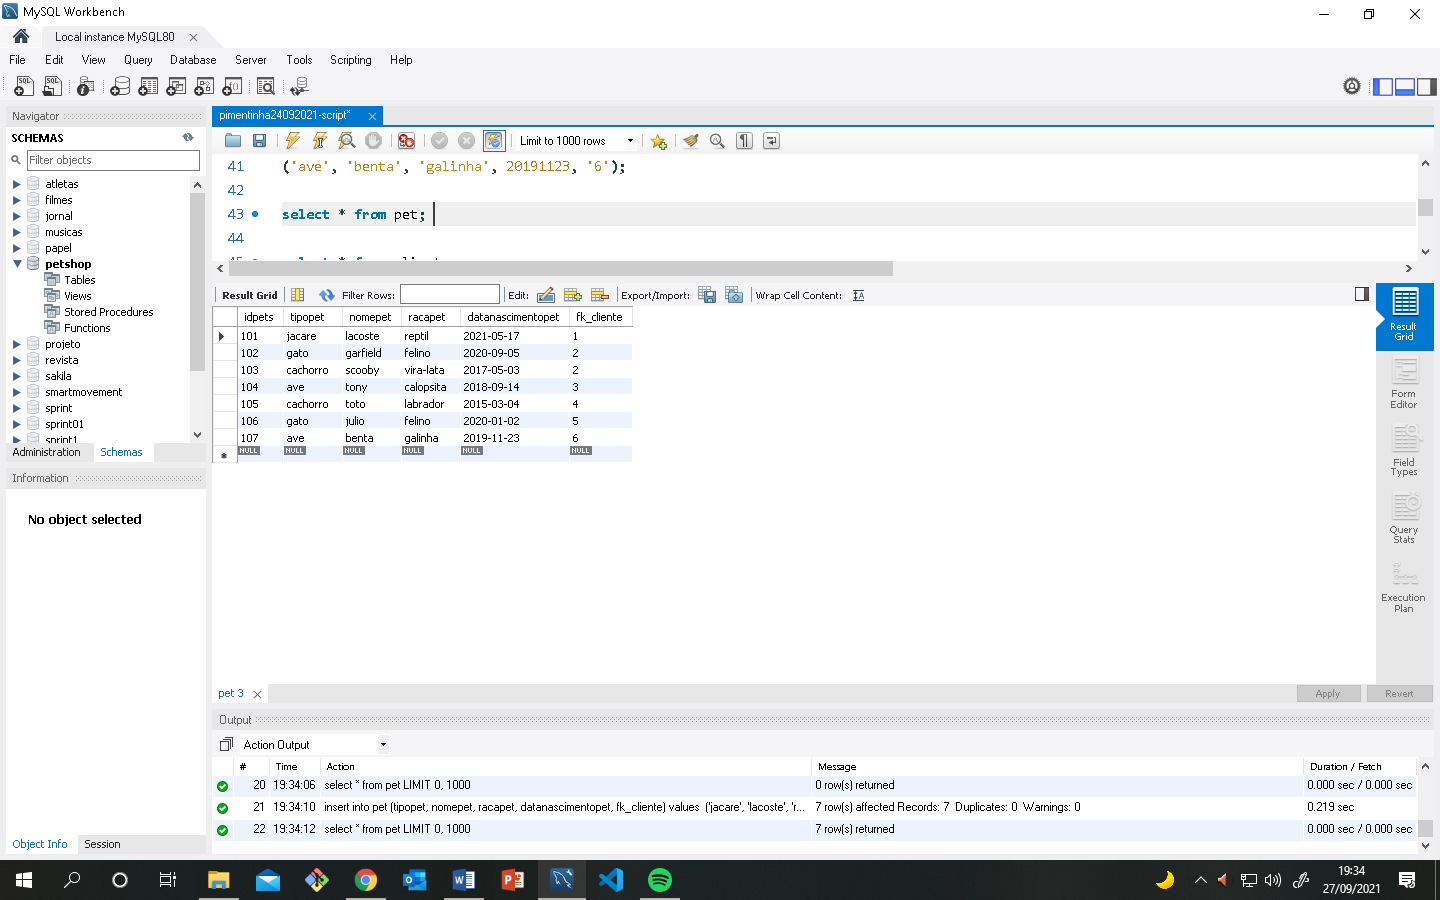 MySQL Workbench
Local instance MySQL80
File Edit View Query Database Server Tools Scripting Help
Navigator
SCHEMAS
Filter objects
atletas
filmes
jornal
musicas
papel
petshop
Tables
Views
Stored Procedures
Functions
projeto
revista
sakila
smartmovement
sprint
sprint01
sprint1
Administration Schemas
Information
No object selected
Object Info Session
pimentinha24092021-script*
Limit to 1000 rows
41 ('ave', 'benta', 'galinha', 20191123, '6');
42
43 select * from pet;
44
Result Grid Filter Rows: Edit: Export/Import: Wrap Cell Content:
idpets tipopet nomepet racapet datanascimentopet fk_cliente
101 jacare lacoste reptil 2021-05-17 1
102 gato garfield felino 2020-09-05 2
103 cachorro scooby vira-lata 2017-05-03 2
104 ave tony calopsita 2018-09-14 3
105 cachorro toto labrador 2015-03-04 4
106 gato julio felino 2020-01-02 5
107 ave benta galinha 2019-11-23 6
NULL NULL NULL NULL NULL NULL
Result
Grid
Form
Editor
Field
Types
Query
Stats
Execution
Plan
pet 3
Apply Revert
Output
Action Output
# Time Action Message Duration / Fetch
20 19:34:06 select * from pet LIMIT 0, 1000 0 row(s) returned 0.000 sec / 0.000 sec
21 19:34:10 insert into pet (tipopet, nomepet, racapet, datanascimentopet, fk_cliente) values ('jacare', 'lacoste', 'r... 7 row(s) affected Records: 7 Duplicates: 0 Warnings: 0 0.219 sec
22 19:34:12 select * from pet LIMIT 0, 1000 7 row(s) returned 0.000 sec / 0.000 sec
19:34
27/09/2021